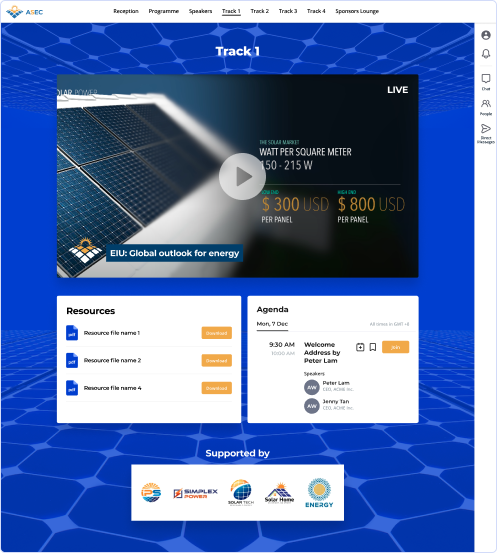 ASEC
Reception
Programme
Speakers
Track 1
Track 2
Track 3
Track 4
Sponsors Lounge
Track 1
Chat
People
Direct
Messages
SOLAR POWER
LIVE
THE SOLAR MARKET
WATT PER SQUARE METER
150 - 215 W
LOW END
HIGH END
$ 300 USD
$ 800 USD
PER PANEL
PER PANEL
EIU: Global outlook for energy
Resources
pdf
Resource file name 1
Download
pdf
Resource file name 2
Download
pdf
Resource file name 4
Download
Agenda
Mon, 7 Dec
All times in GMT +8
9:30 AM
10:00 AM
Welcome
Address by
Peter Lam
Join
Speakers
AW
Peter Lam
CEO, ACME Inc.
AW
Jenny Tan
CEO, ACME Inc.
Supported by
IPS
SIMPLEX
POWER
SOLAR TECH
Solar Home
ENERGY